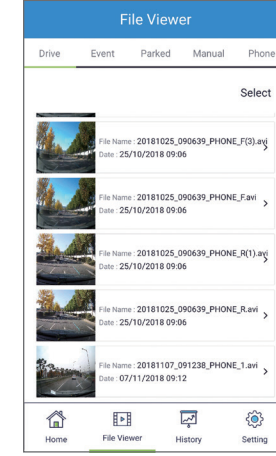 File Viewer
Drive Event Parked Manual Phone
Select
File Name : 20181025_090639_PHONE_F(3).avi
Date : 25/10/2018 09:06
File Name : 20181025_090639_PHONE_F.avi
Date : 25/10/2018 09:06
File Name : 20181025_090639_PHONE_R(1).avi
Date : 25/10/2018 09:06
File Name : 20181025_090639_PHONE_R.avi
Date : 25/10/2018 09:06
File Name : 20181107_091238_PHONE_1.avi
Date : 07/11/2018 09:12
Home File Viewer History Setting